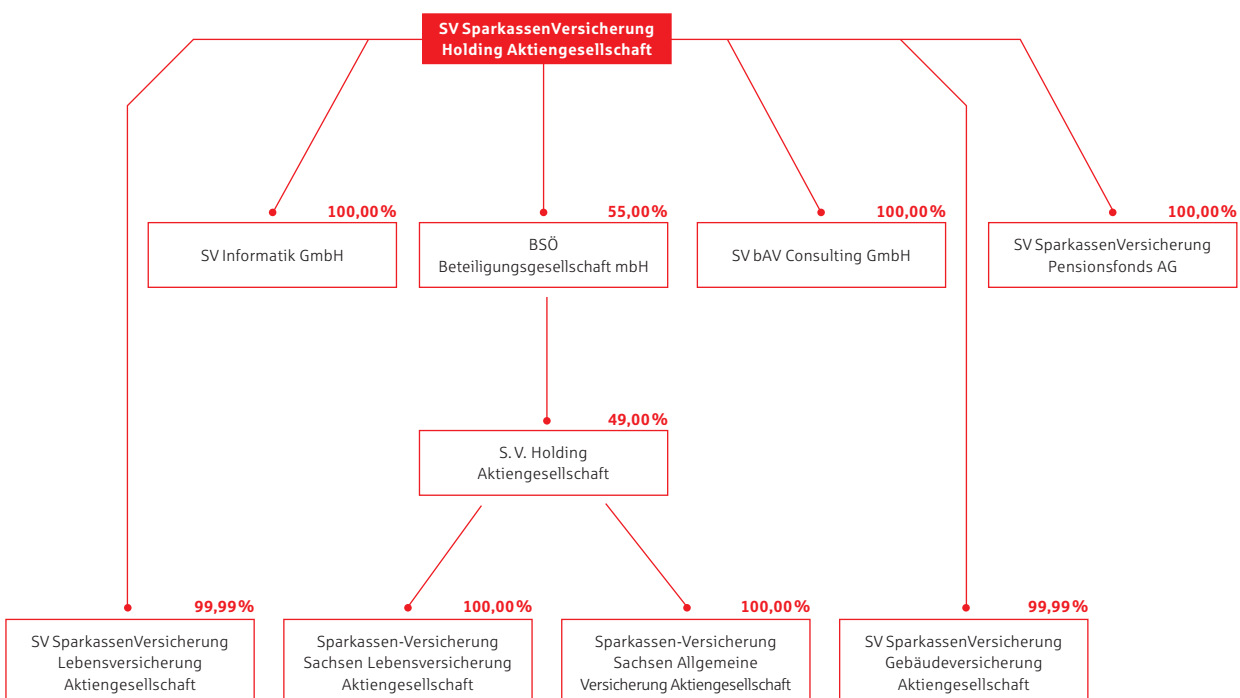 SV SparkassenVersicherung
Holding Aktiengesellschaft
100,00%
SV Informatik GmbH
55,00%
BSÖ
Beteiligungsgesellschaft mbH
100,00%
SV bAV Consulting GmbH
100,00%
SV SparkassenVersicherung
Pensionsfonds AG
49,00%
S. V. Holding
Aktiengesellschaft
99,99%
SV SparkassenVersicherung
Lebensversicherung
Aktiengesellschaft
100,00%
Sparkassen-Versicherung
Sachsen Lebensversicherung
Aktiengesellschaft
100,00%
Sparkassen-Versicherung
Sachsen Allgemeine
Versicherung Aktiengesellschaft
99,99%
SV SparkassenVersicherung
Gebäudeversicherung
Aktiengesellschaft